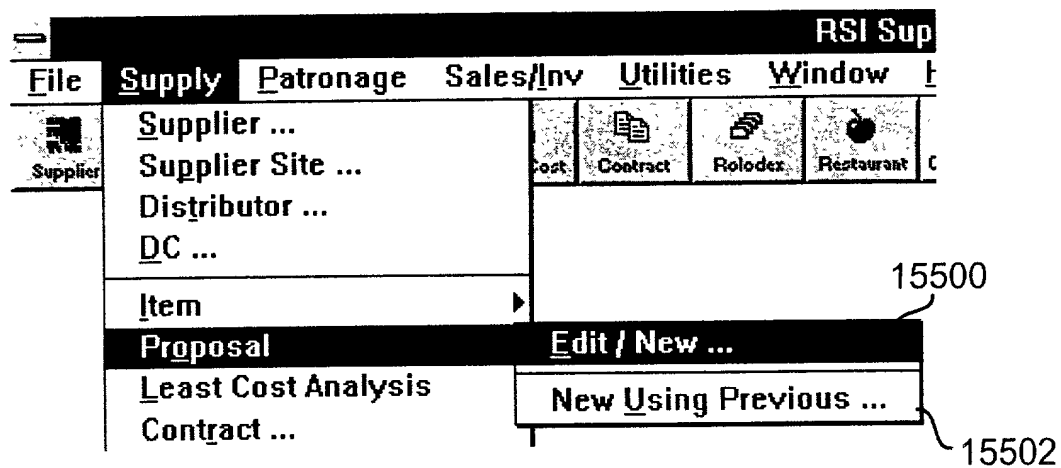 RSI Sup
File Supply Patronage Sales/Inv Utilities Window
Supplier Cost Contract Rolodex Restaurant
Supplier ...
Supplier Site ...
Distributor ...
DC ...
Item
Proposal
Least Cost Analysis
Contract ...
15500
Edit / New ...
New Using Previous ...
15502